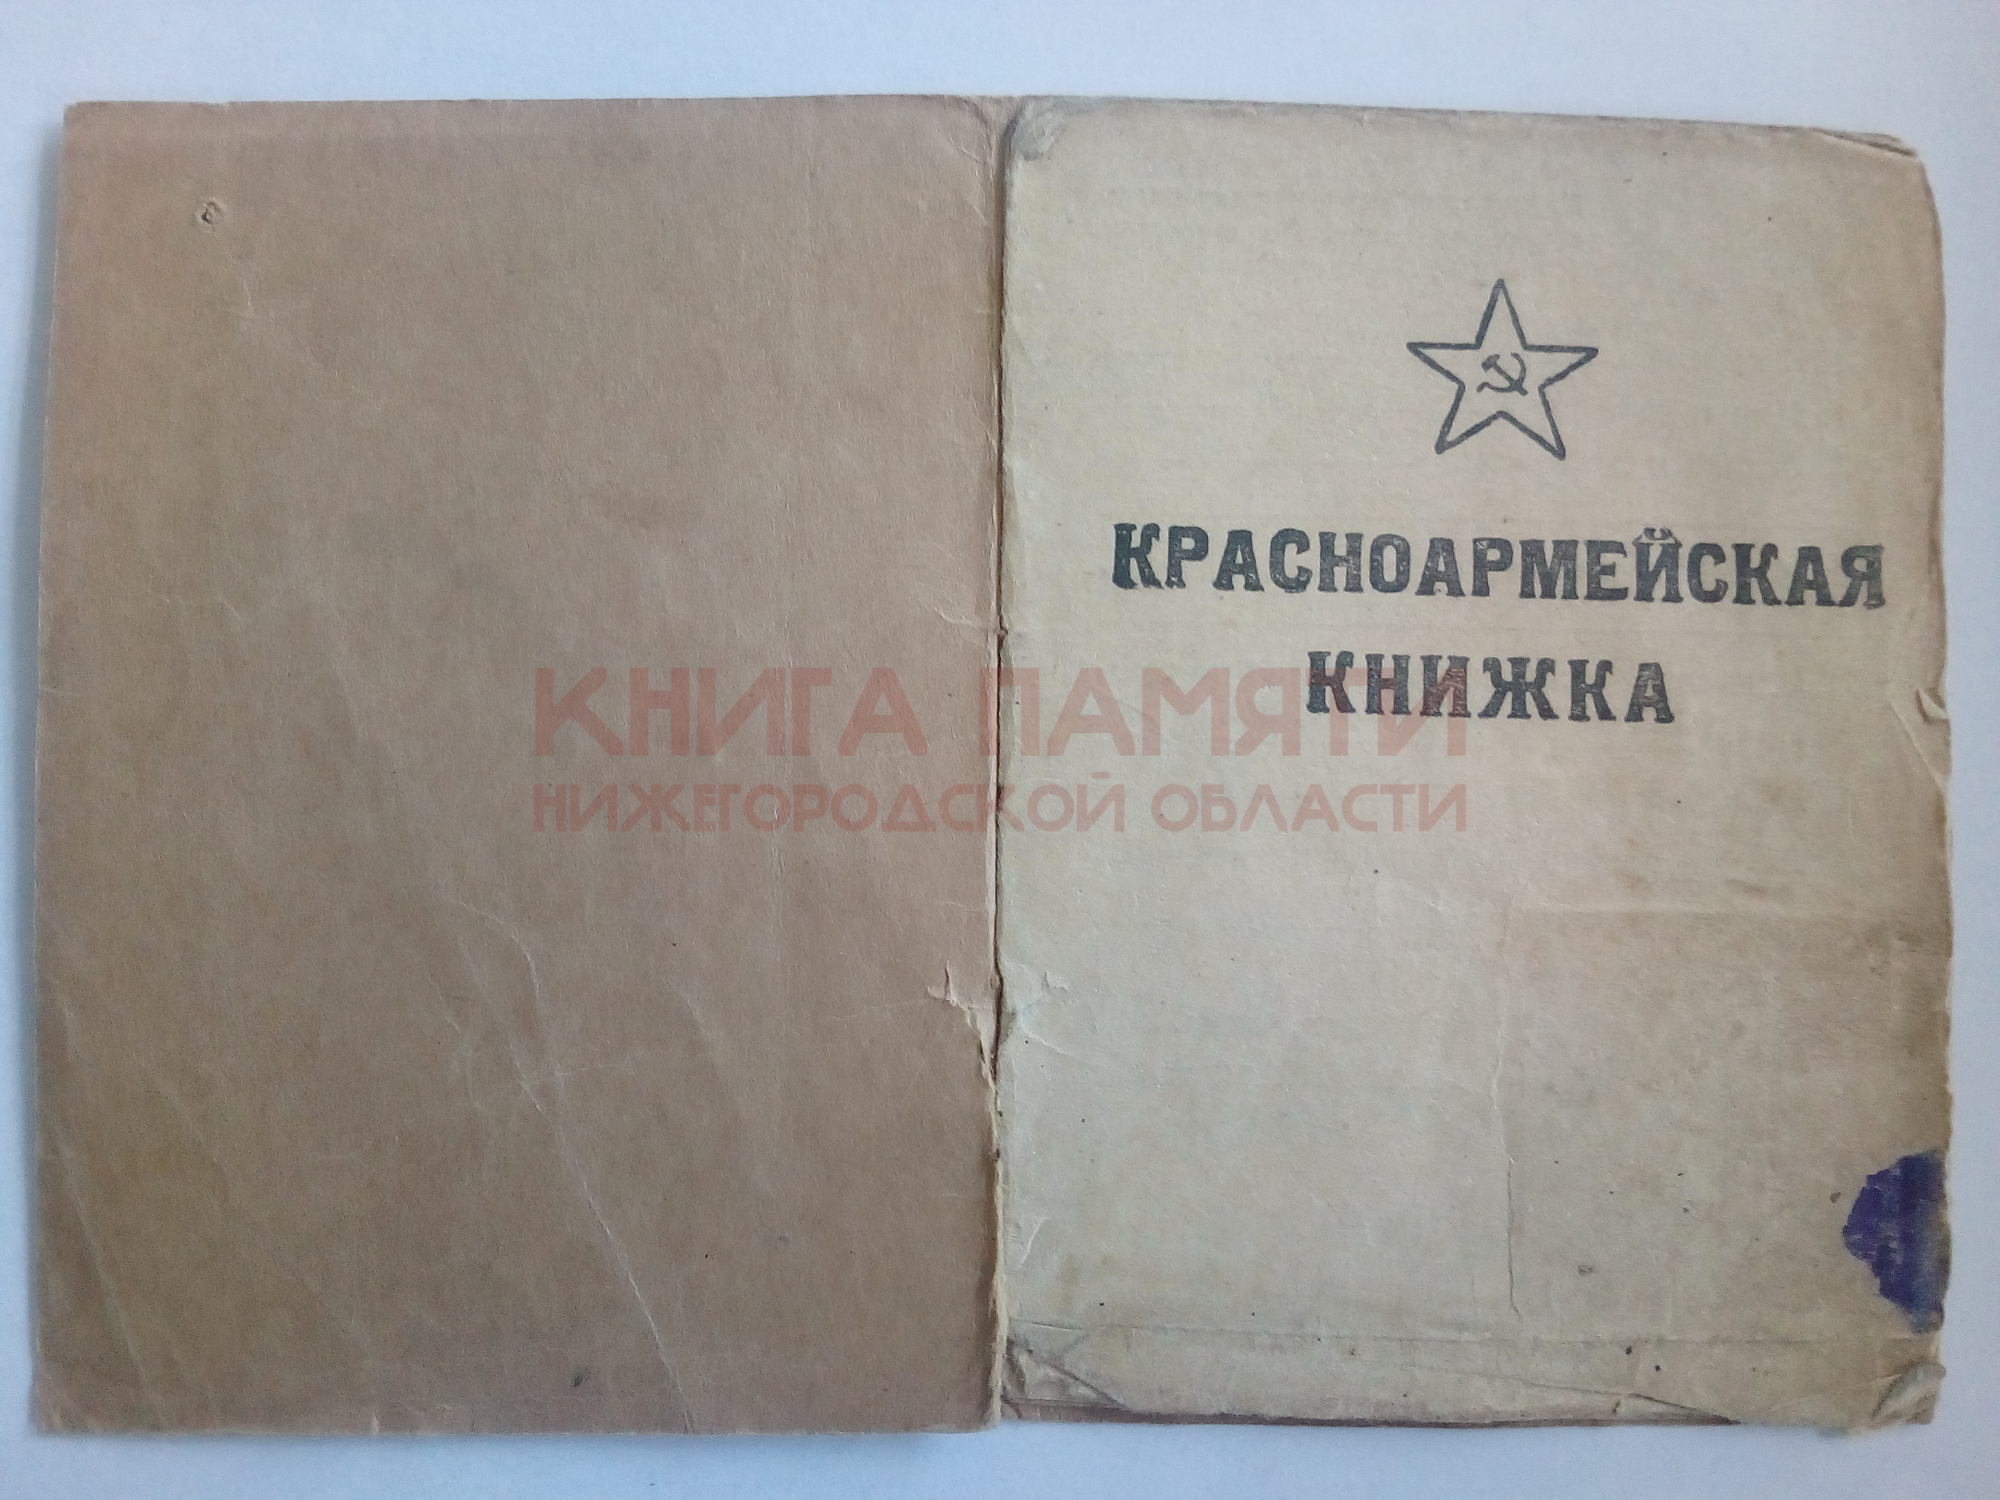 КРАСНОАРМЕЙСКАЯ
КНИЖКА
КНИГА ПАМЯТИ
НИЖЕГОРОДСКОЙ ОБЛАСТИ